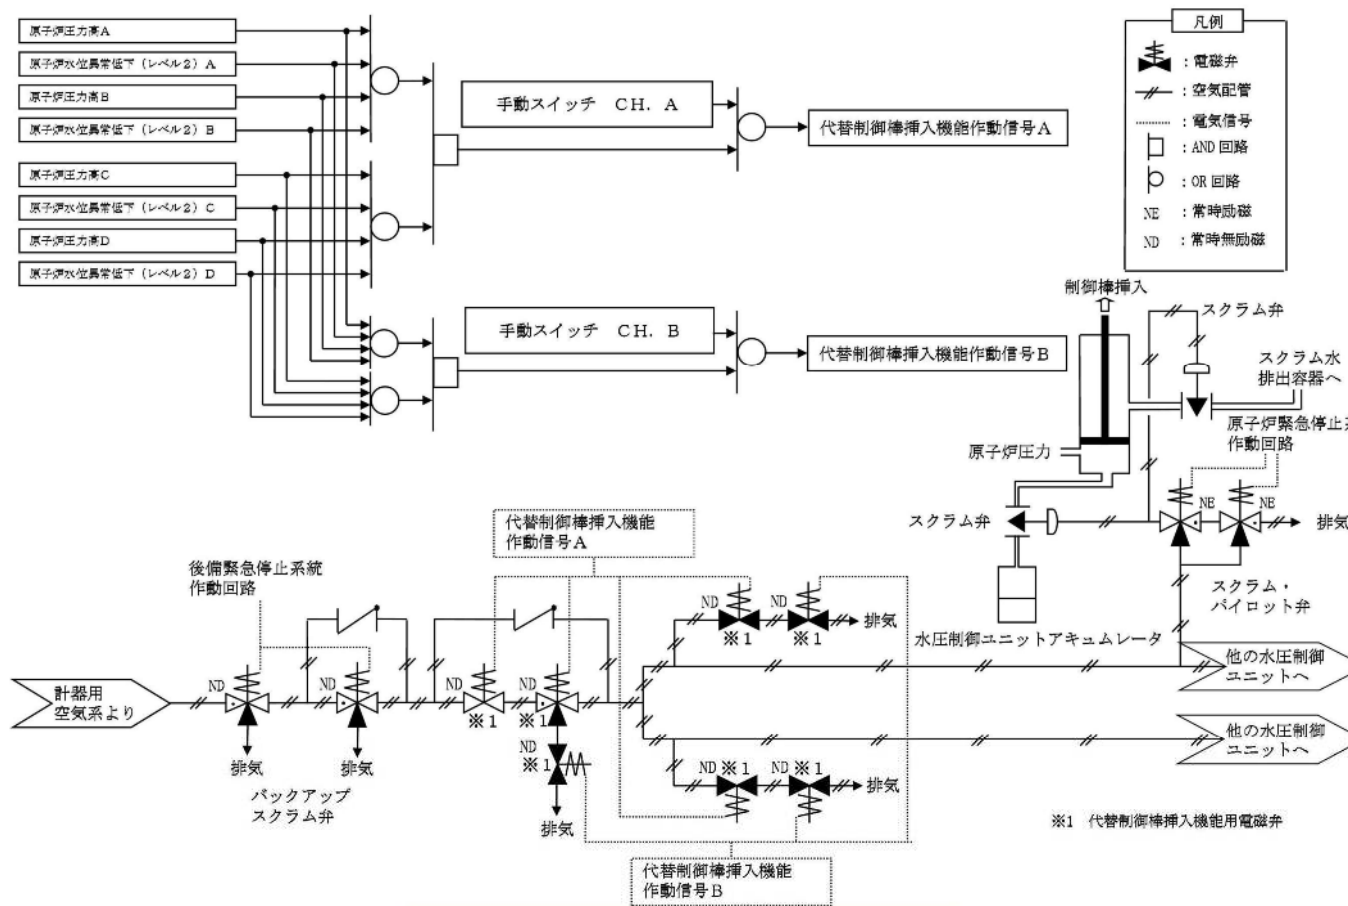 原子炉圧力高A
原子炉水位異常低下（レベル２）A
原子炉圧力高B
原子炉水位異常低下（レベル２）B
原子炉圧力高C
原子炉水位異常低下（レベル２）C
原子炉圧力高D
原子炉水位異常低下（レベル２）D
手動スイッチ　CH．A
代替制御棒挿入機能作動信号A
手動スイッチ　CH．B
代替制御棒挿入機能作動信号B
凡例
：電磁弁
：空気配管
：電気信号
：AND 回路
：OR 回路
NE ：常時励磁
ND ：常時無励磁
制御棒挿入
スクラム弁
スクラム水
排出容器へ
原子炉緊急停止系
作動回路
原子炉圧力
NE
NE
スクラム弁
排気
スクラム・
パイロット弁
水圧制御ユニットアキュムレータ
代替制御棒挿入機能
作動信号A
後備緊急停止系統
作動回路
ND
ND
※1
※1
排気
計器用
空気系より
ND
ND
ND
ND
※1
※1
他の水圧制御
ユニットへ
ND
※1
他の水圧制御
ユニットへ
排気
排気
バックアップ
スクラム弁
ND ※1
ND ※1
排気
排気
※1　代替制御棒挿入機能用電磁弁
代替制御棒挿入機能
作動信号B